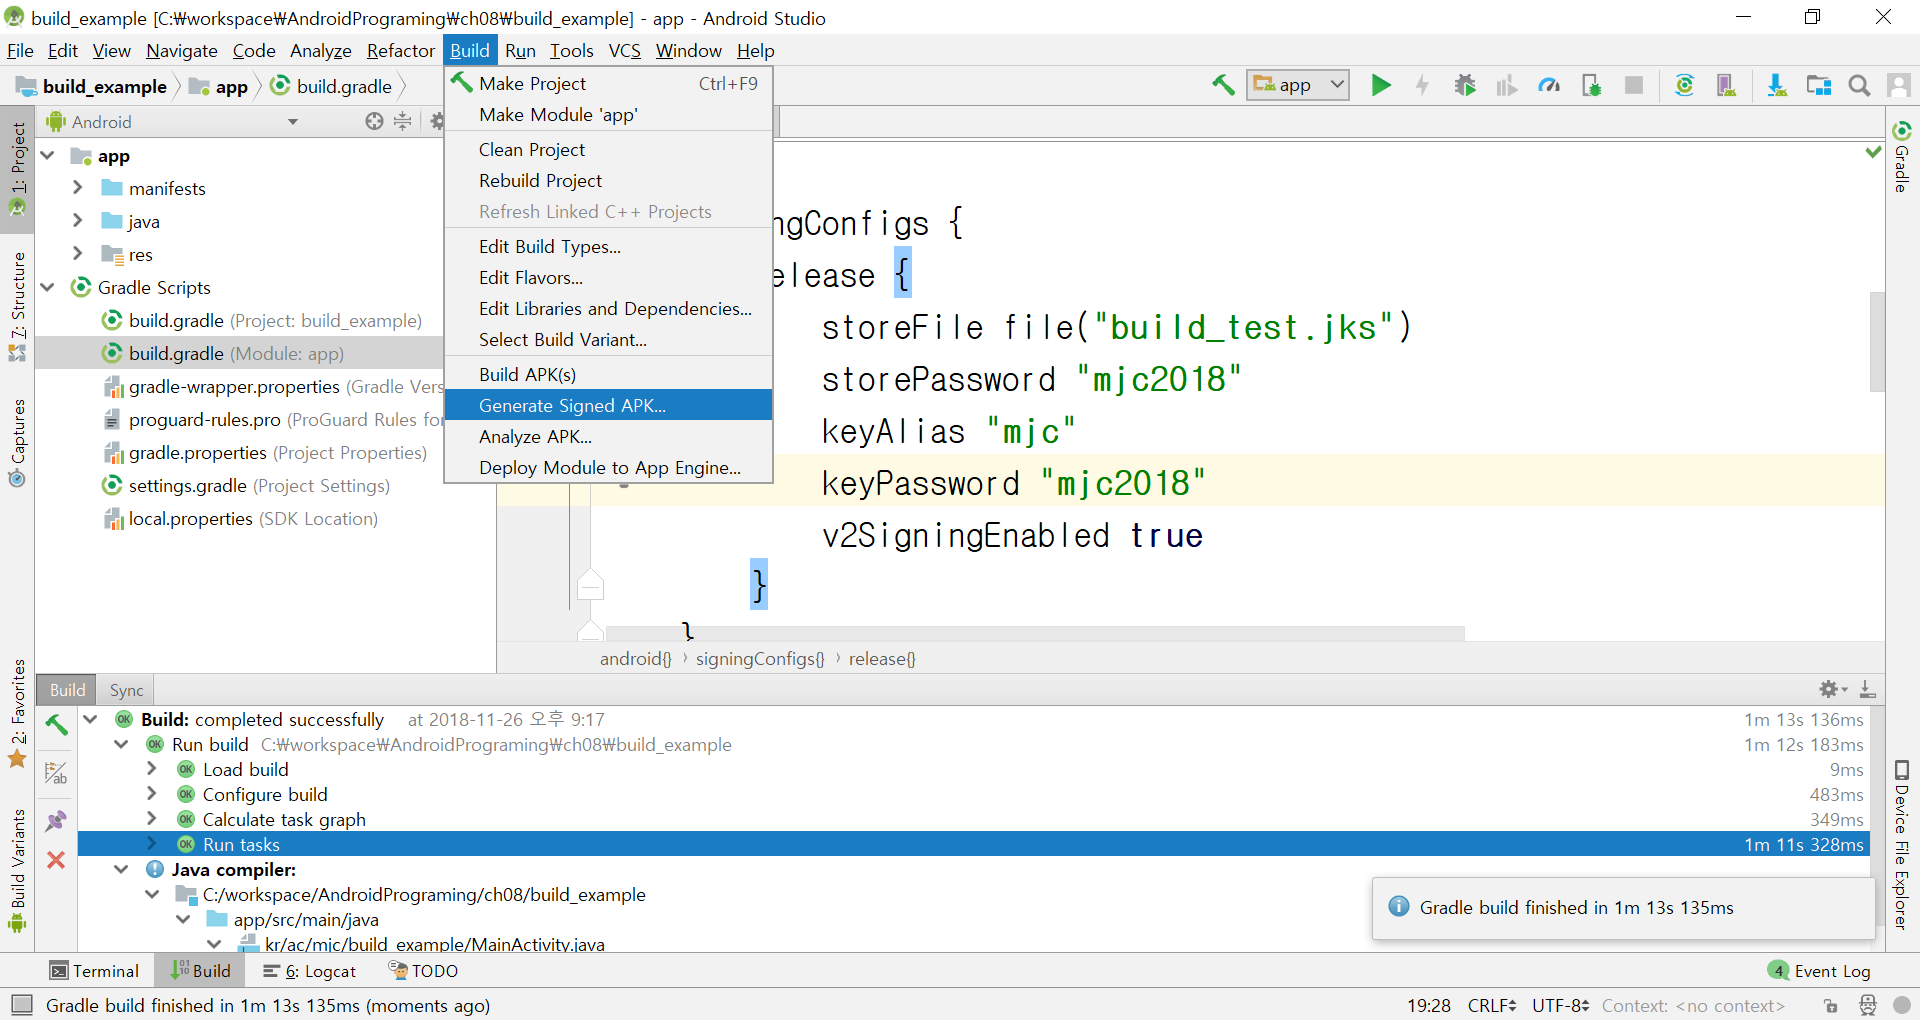 build_example [C:₩workspace₩AndroidPrograming₩ch08₩build_example] - app - Android Studio
File Edit View Navigate Code Analyze Refactor Build Run Tools VCS Window Help
build_example app build.gradle
app
Android
1: Project
7: Structure
Captures
2: Favorites
Build Variants
app
manifests
java
res
Gradle Scripts
build.gradle (Project: build_example)
build.gradle (Module: app)
gradle-wrapper.properties (Gradle Vers
proguard-rules.pro (ProGuard Rules for
gradle.properties (Project Properties)
settings.gradle (Project Settings)
local.properties (SDK Location)
Make Project Ctrl+F9
Make Module 'app'
Clean Project
Rebuild Project
Refresh Linked C++ Projects
Edit Build Types...
Edit Flavors...
Edit Libraries and Dependencies...
Select Build Variant...
Build APK(s)
Generate Signed APK...
Analyze APK...
Deploy Module to App Engine...
ngConfigs {
elease {
storeFile file("build_test.jks")
storePassword "mjc2018"
keyAlias "mjc"
keyPassword "mjc2018"
v2SigningEnabled true
}
}
android{} › signingConfigs{} › release{}
Gradle
Device File Explorer
Build Sync
Build: completed successfully at 2018-11-26 오후 9:17 1m 13s 136ms
Run build C:₩workspace₩AndroidPrograming₩ch08₩build_example 1m 12s 183ms
Load build 9ms
Configure build 483ms
Calculate task graph 349ms
Run tasks 1m 11s 328ms
Java compiler:
C:/workspace/AndroidPrograming/ch08/build_example
app/src/main/java
kr/ac/mjc/build_example/MainActivity.java
Gradle build finished in 1m 13s 135ms
Terminal Build 6: Logcat TODO 4 Event Log
Gradle build finished in 1m 13s 135ms (moments ago) 19:28 CRLF UTF-8 Context: <no context>